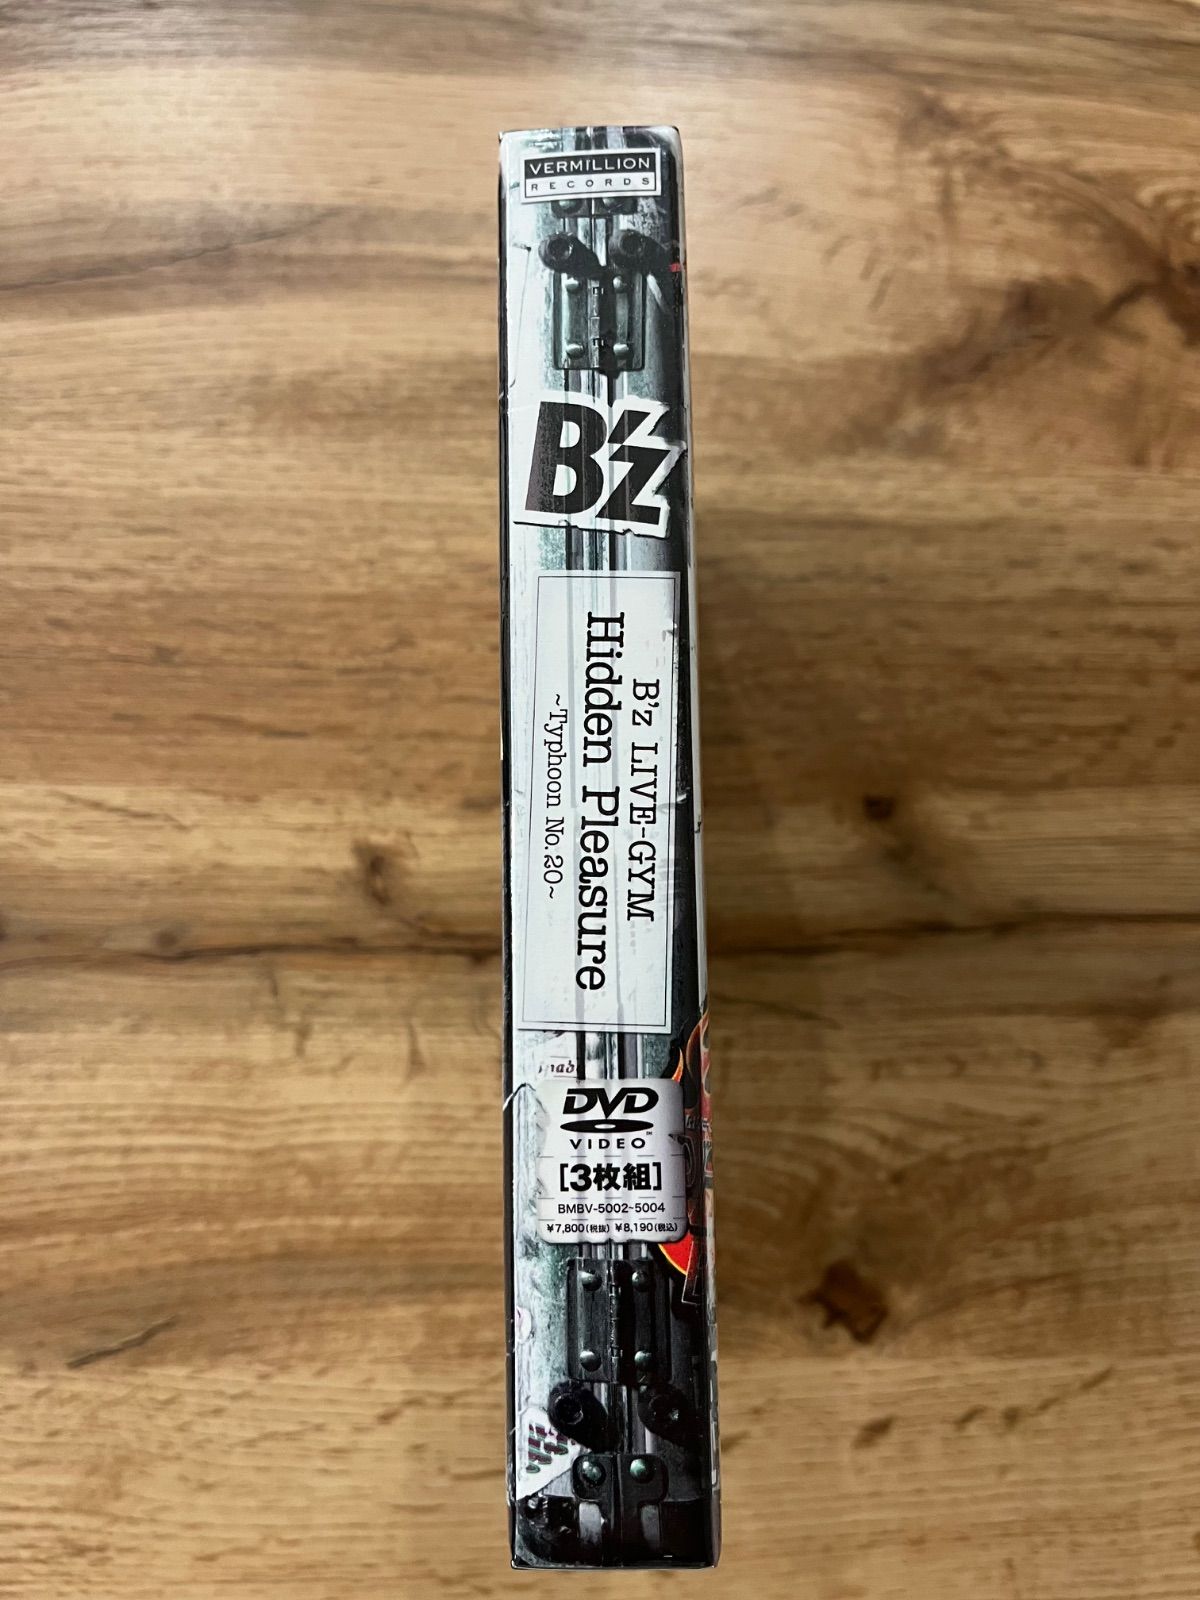 VERMILLION
RECORDS
B'z
B'z LIVE-GYM
Hidden Pleasure
~Typhoon No.20~
DVD
VIDEO
[3枚組]
BMBV-5002~5004
¥7,800(税抜) ¥8,190(税込)